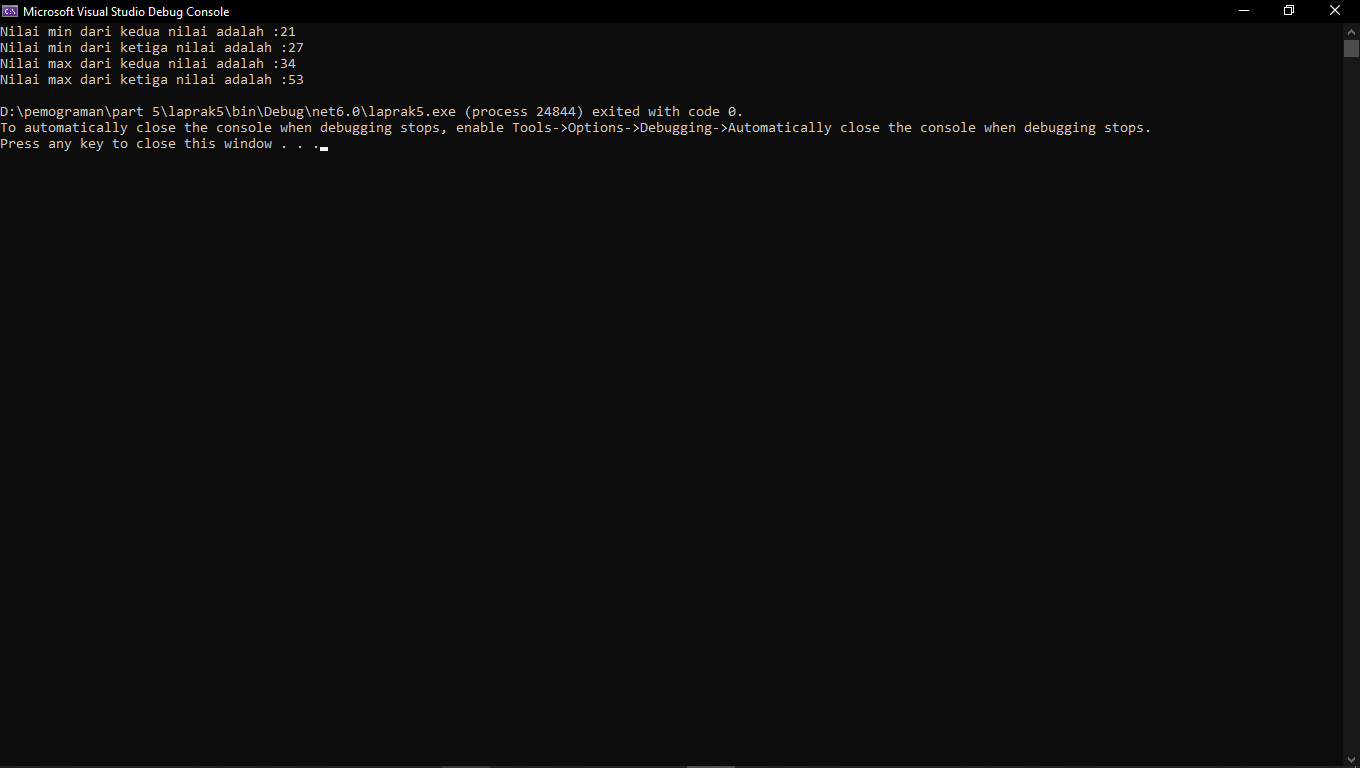 Microsoft Visual Studio Debug Console
Nilai min dari kedua nilai adalah :21
Nilai min dari ketiga nilai adalah :27
Nilai max dari kedua nilai adalah :34
Nilai max dari ketiga nilai adalah :53
D:\pemograman\part 5\laprak5\bin\Debug\net6.0\laprak5.exe (process 24844) exited with code 0.
To automatically close the console when debugging stops, enable Tools->Options->Debugging->Automatically close the console when debugging stops.
Press any key to close this window . . .